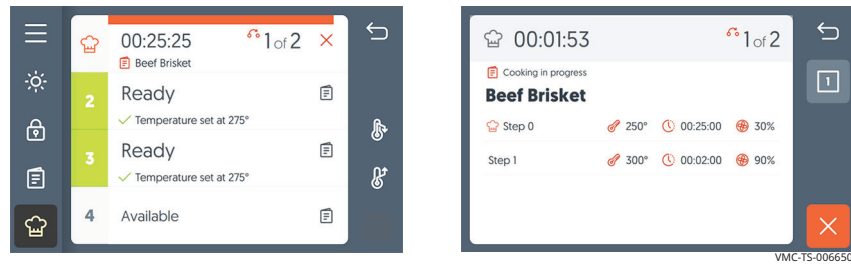 00:25:25 1 of 2
Beef Brisket
2 Ready
Temperature set at 275°
3 Ready
Temperature set at 275°
4 Available
00:01:53 1 of 2
1
Cooking in progress
Beef Brisket
Step 0 250° 00:25:00 30%
Step 1 300° 00:02:00 90%
VMC-TS-006650